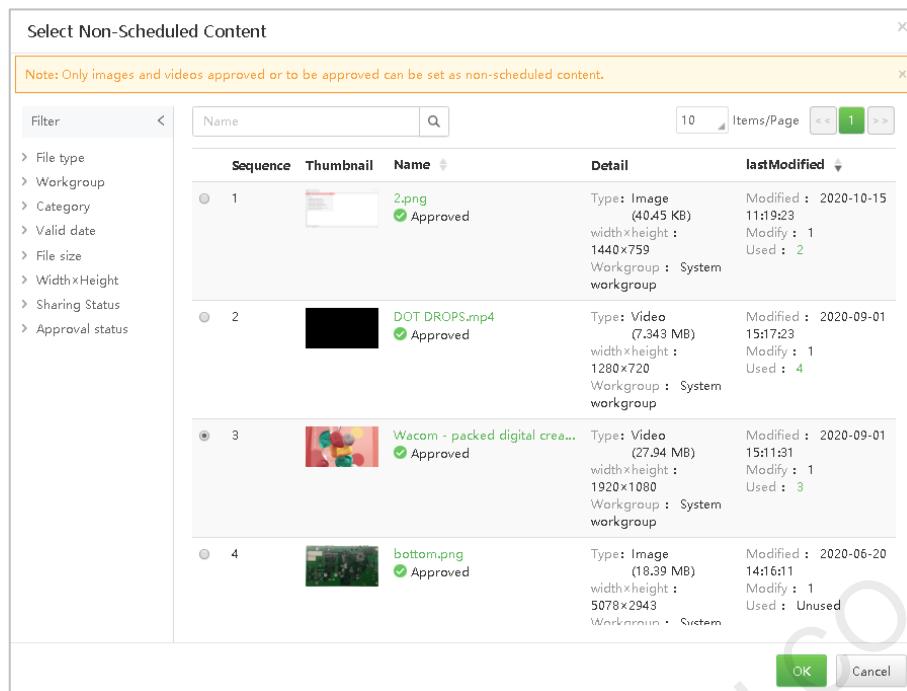 Select Non-Scheduled Content
Note: Only images and videos approved or to be approved can be set as non-scheduled content.
Filter
Name
10 Items/Page << 1 >>
File type
Workgroup
Category
Valid date
File size
Width×Height
Sharing Status
Approval status
Sequence Thumbnail Name Detail lastModified
1 2.png Type: Image Modified : 2020-10-15
Approved (40.45 KB) 11:19:23
width×height : Modify : 1
1440×759 Used : 2
Workgroup : System
workgroup
2 DOT DROPS.mp4 Type: Video Modified : 2020-09-01
Approved (7.343 MB) 15:17:23
width×height : Modify : 1
1280×720 Used : 4
Workgroup : System
workgroup
3 Wacom - packed digital crea... Type: Video Modified : 2020-09-01
Approved (27.94 MB) 15:11:31
width×height : Modify : 1
1920×1080 Used : 3
Workgroup : System
workgroup
4 bottom.png Type: Image Modified : 2020-06-20
Approved (18.39 MB) 14:16:11
width×height : Modify : 1
5078×2943 Used : Unused
Workgroup : System
OK Cancel